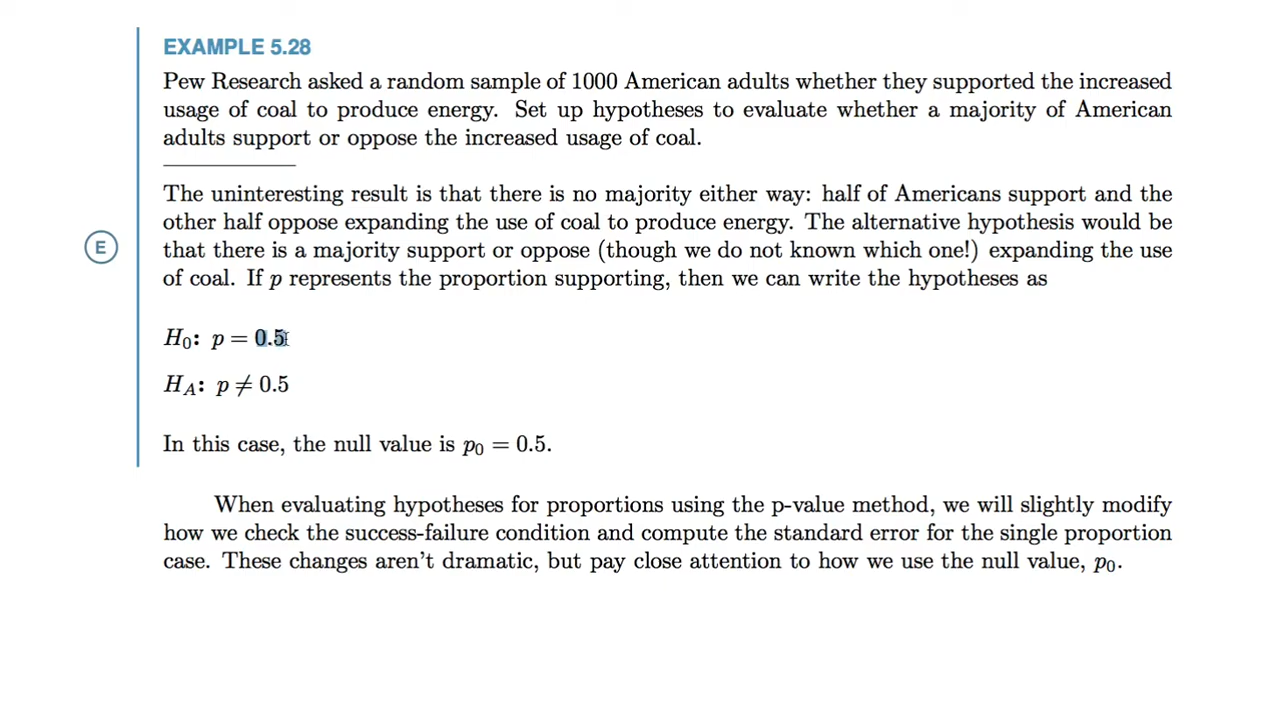 EXAMPLE 5.28
Pew Research asked a random sample of 1000 American adults whether they supported the increased
usage of coal to produce energy. Set up hypotheses to evaluate whether a majority of American
adults support or oppose the increased usage of coal.
The uninteresting result is that there is no majority either way: half of Americans support and the
other half oppose expanding the use of coal to produce energy. The alternative hypothesis would be
E
that there is a majority support or oppose (though we do not known which one!) expanding the use
of coal. If p represents the proportion supporting, then we can write the hypotheses as
H₀: p = 0.5
H_A: p ≠ 0.5
In this case, the null value is p₀ = 0.5.
When evaluating hypotheses for proportions using the p-value method, we will slightly modify
how we check the success-failure condition and compute the standard error for the single proportion
case. These changes aren't dramatic, but pay close attention to how we use the null value, p₀.